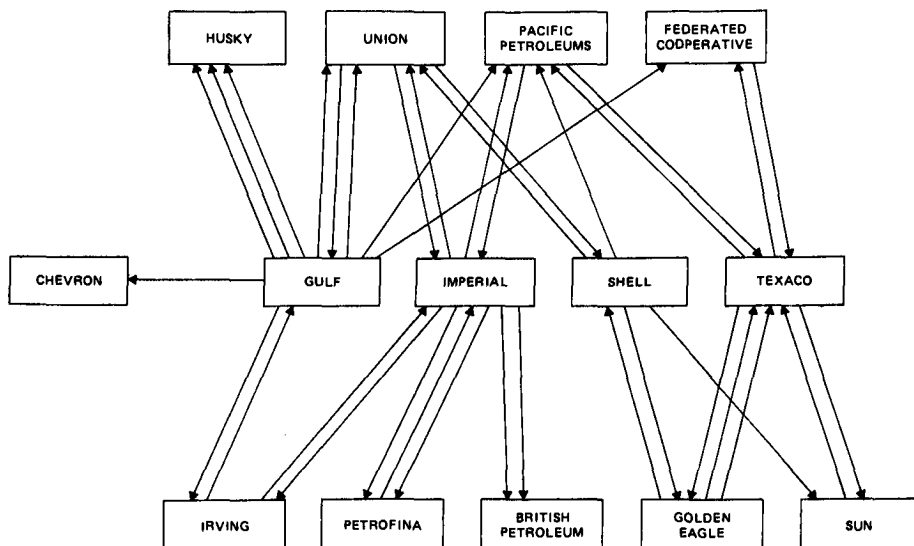 HUSKY
UNION
PACIFIC
PETROLEUMS
FEDERATED
COOPERATIVE
CHEVRON
GULF
IMPERIAL
SHELL
TEXACO
IRVING
PETROFINA
BRITISH
PETROLEUM
GOLDEN
EAGLE
SUN